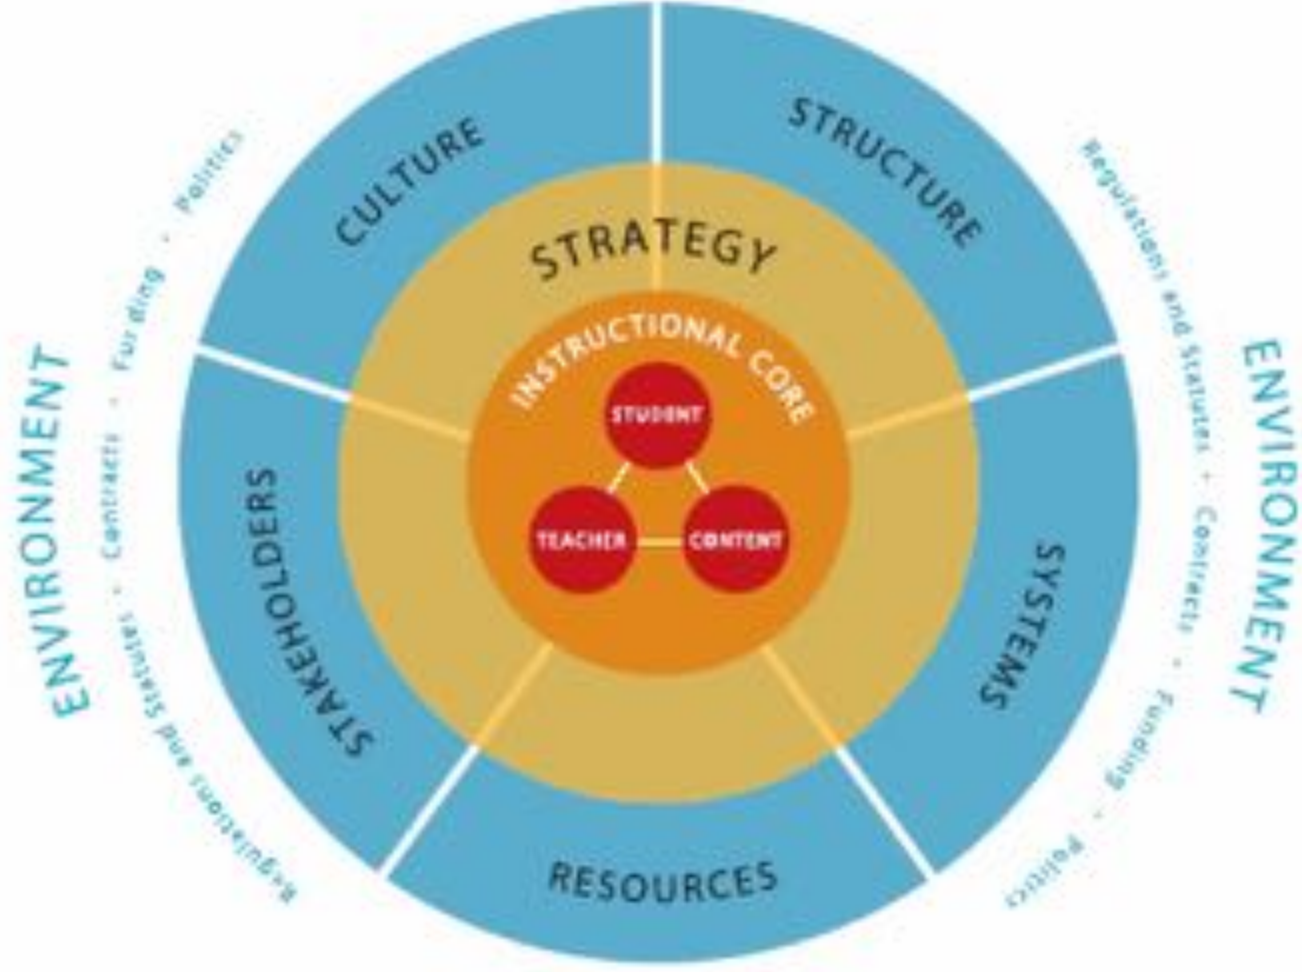 CULTURE
STRUCTURE
STRATEGY
INSTRUCTIONAL CORE
STUDENT
TEACHER
CONTENT
STAKEHOLDERS
SYSTEMS
RESOURCES
ENVIRONMENT
Regulations and Statutes • Contracts • Funding • Politics
Regulations and Statutes • Contracts • Funding • Politics
ENVIRONMENT